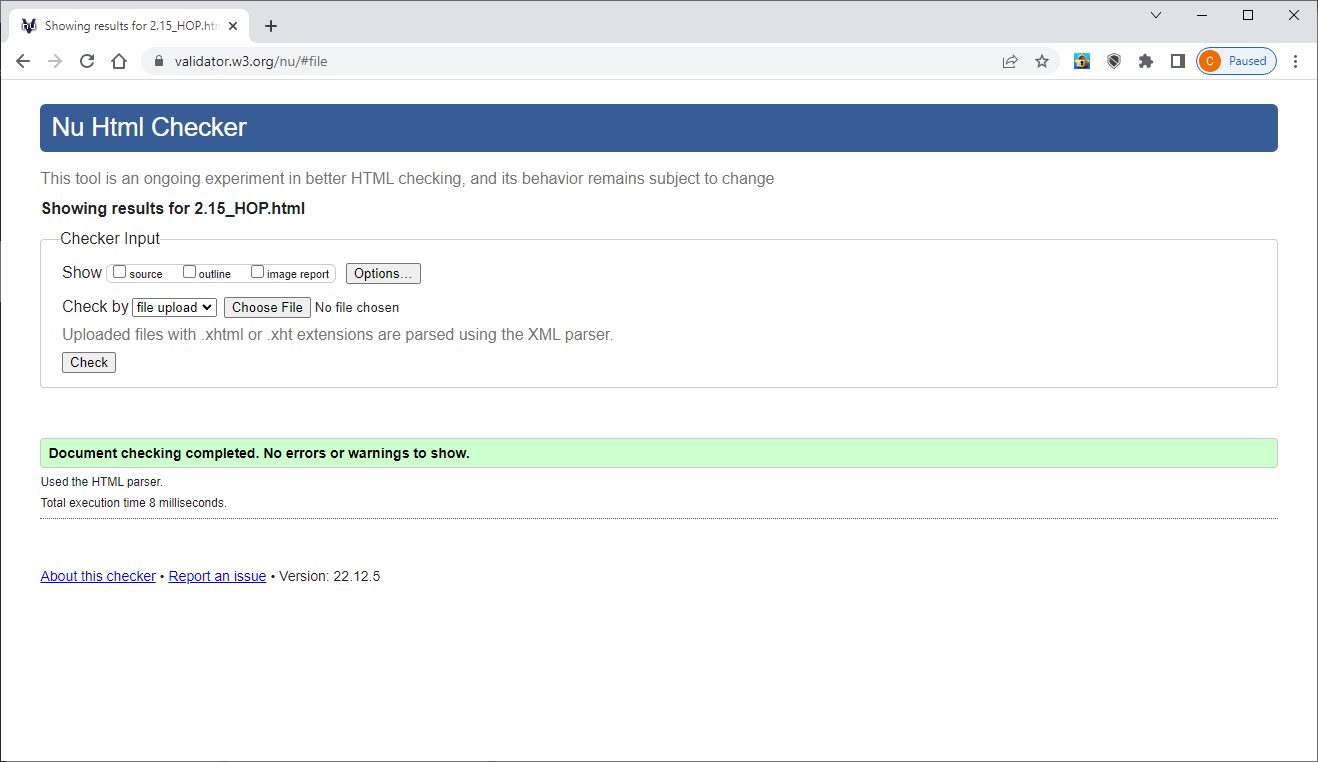 Showing results for 2.15_HOP.htm
validator.w3.org/nu/#file
C Paused
Nu Html Checker
This tool is an ongoing experiment in better HTML checking, and its behavior remains subject to change
Showing results for 2.15_HOP.html
Checker Input
Show source outline image report Options...
Check by file upload Choose File No file chosen
Uploaded files with .xhtml or .xht extensions are parsed using the XML parser.
Check
Document checking completed. No errors or warnings to show.
Used the HTML parser.
Total execution time 8 milliseconds.
About this checker • Report an issue • Version: 22.12.5